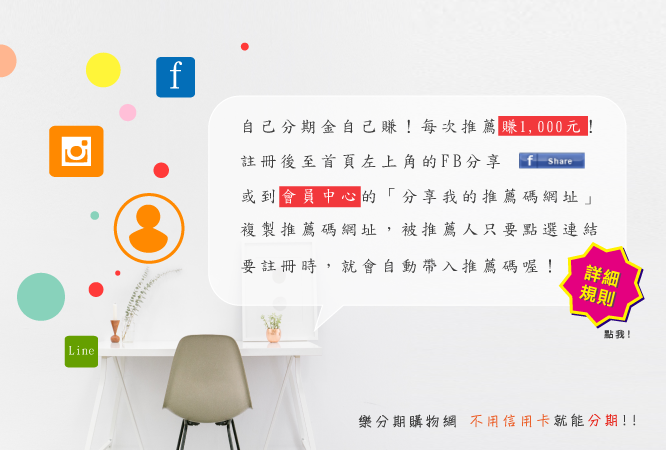 f
自己分期金自己賺！每次推薦賺1,000元！
註冊後至首頁左上角的FB分享 f Share
或到會員中心的「分享我的推薦碼網址」
複製推薦碼網址，被推薦人只要點選連結
要註冊時，就會自動帶入推薦碼喔！
詳細
規則
點我!
Line
樂分期購物網 不用信用卡就能分期!!